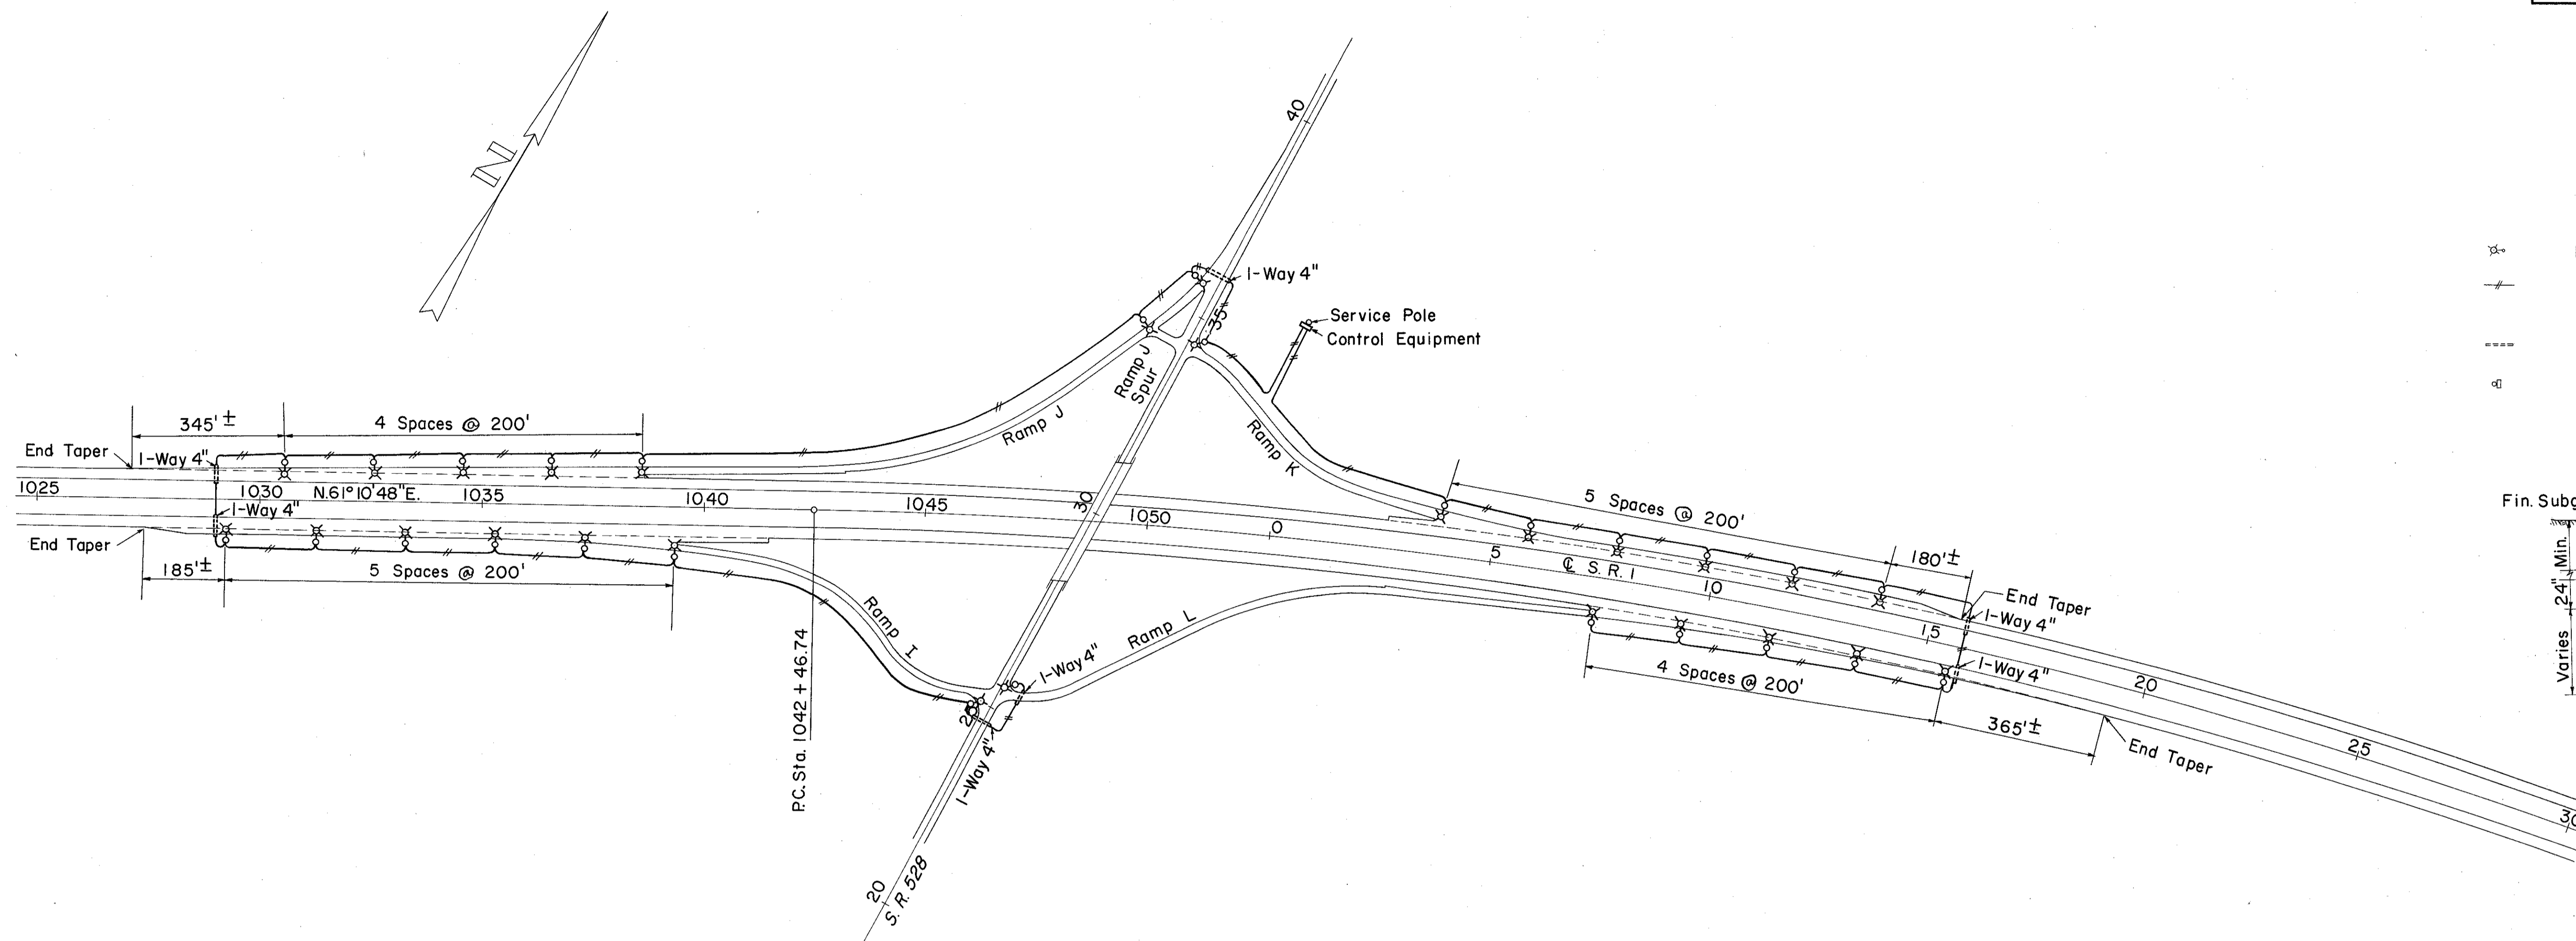 N
40
1-Way 4"
35
Service Pole
Control Equipment
Ramp J
Spur
Ramp J
Ramp K
345'±
4 Spaces @ 200'
End Taper
1-Way 4"
1025
1030
N.61°10'48"E.
1035
1040
1045
30
1050
0
5
℄ S.R.1
10
15
20
25
30
1-Way 4"
End Taper
185'±
5 Spaces @ 200'
5 Spaces @ 200'
180'±
End Taper
1-Way 4"
1-Way 4"
4 Spaces @ 200'
365'±
End Taper
Ramp I
Ramp L
1-Way 4"
1-Way 4"
P.C. Sta. 1042 + 46.74
20
S.R. 528
Fin. Subg
24" Min.
Varies